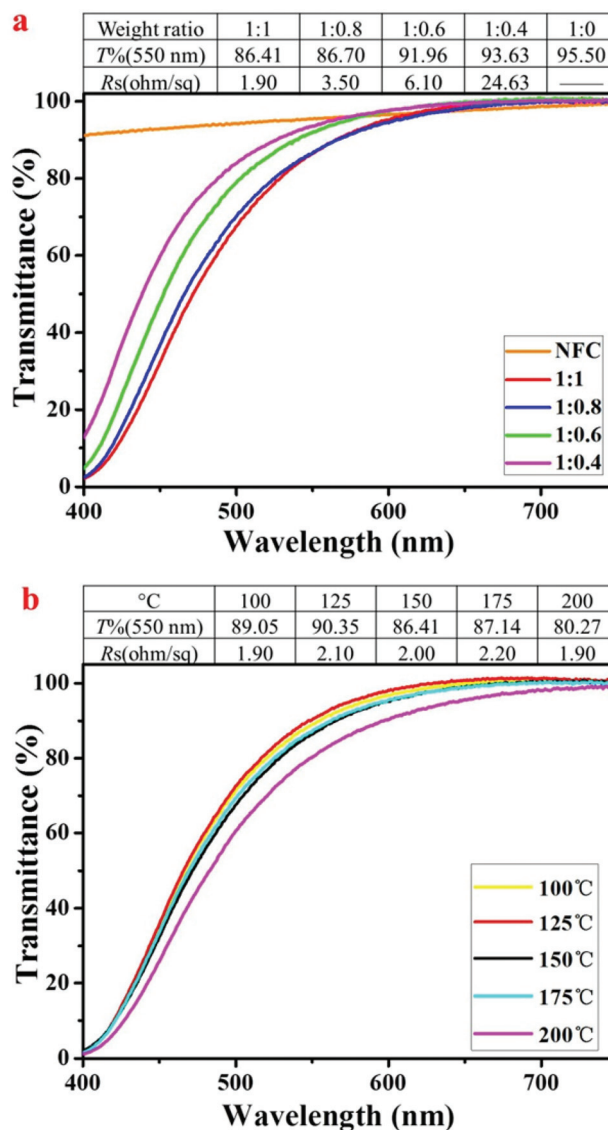 a
Weight ratio 1:1 1:0.8 1:0.6 1:0.4 1:0
T%(550 nm) 86.41 86.70 91.96 93.63 95.50
Rs(ohm/sq) 1.90 3.50 6.10 24.63 ——
100
80
60
40
20
0
Transmittance (%)
NFC
1:1
1:0.8
1:0.6
1:0.4
400 500 600 700
Wavelength (nm)
b
°C 100 125 150 175 200
T%(550 nm) 89.05 90.35 86.41 87.14 80.27
Rs(ohm/sq) 1.90 2.10 2.00 2.20 1.90
100
80
60
40
20
0
Transmittance (%)
100℃
125℃
150℃
175℃
200℃
400 500 600 700
Wavelength (nm)